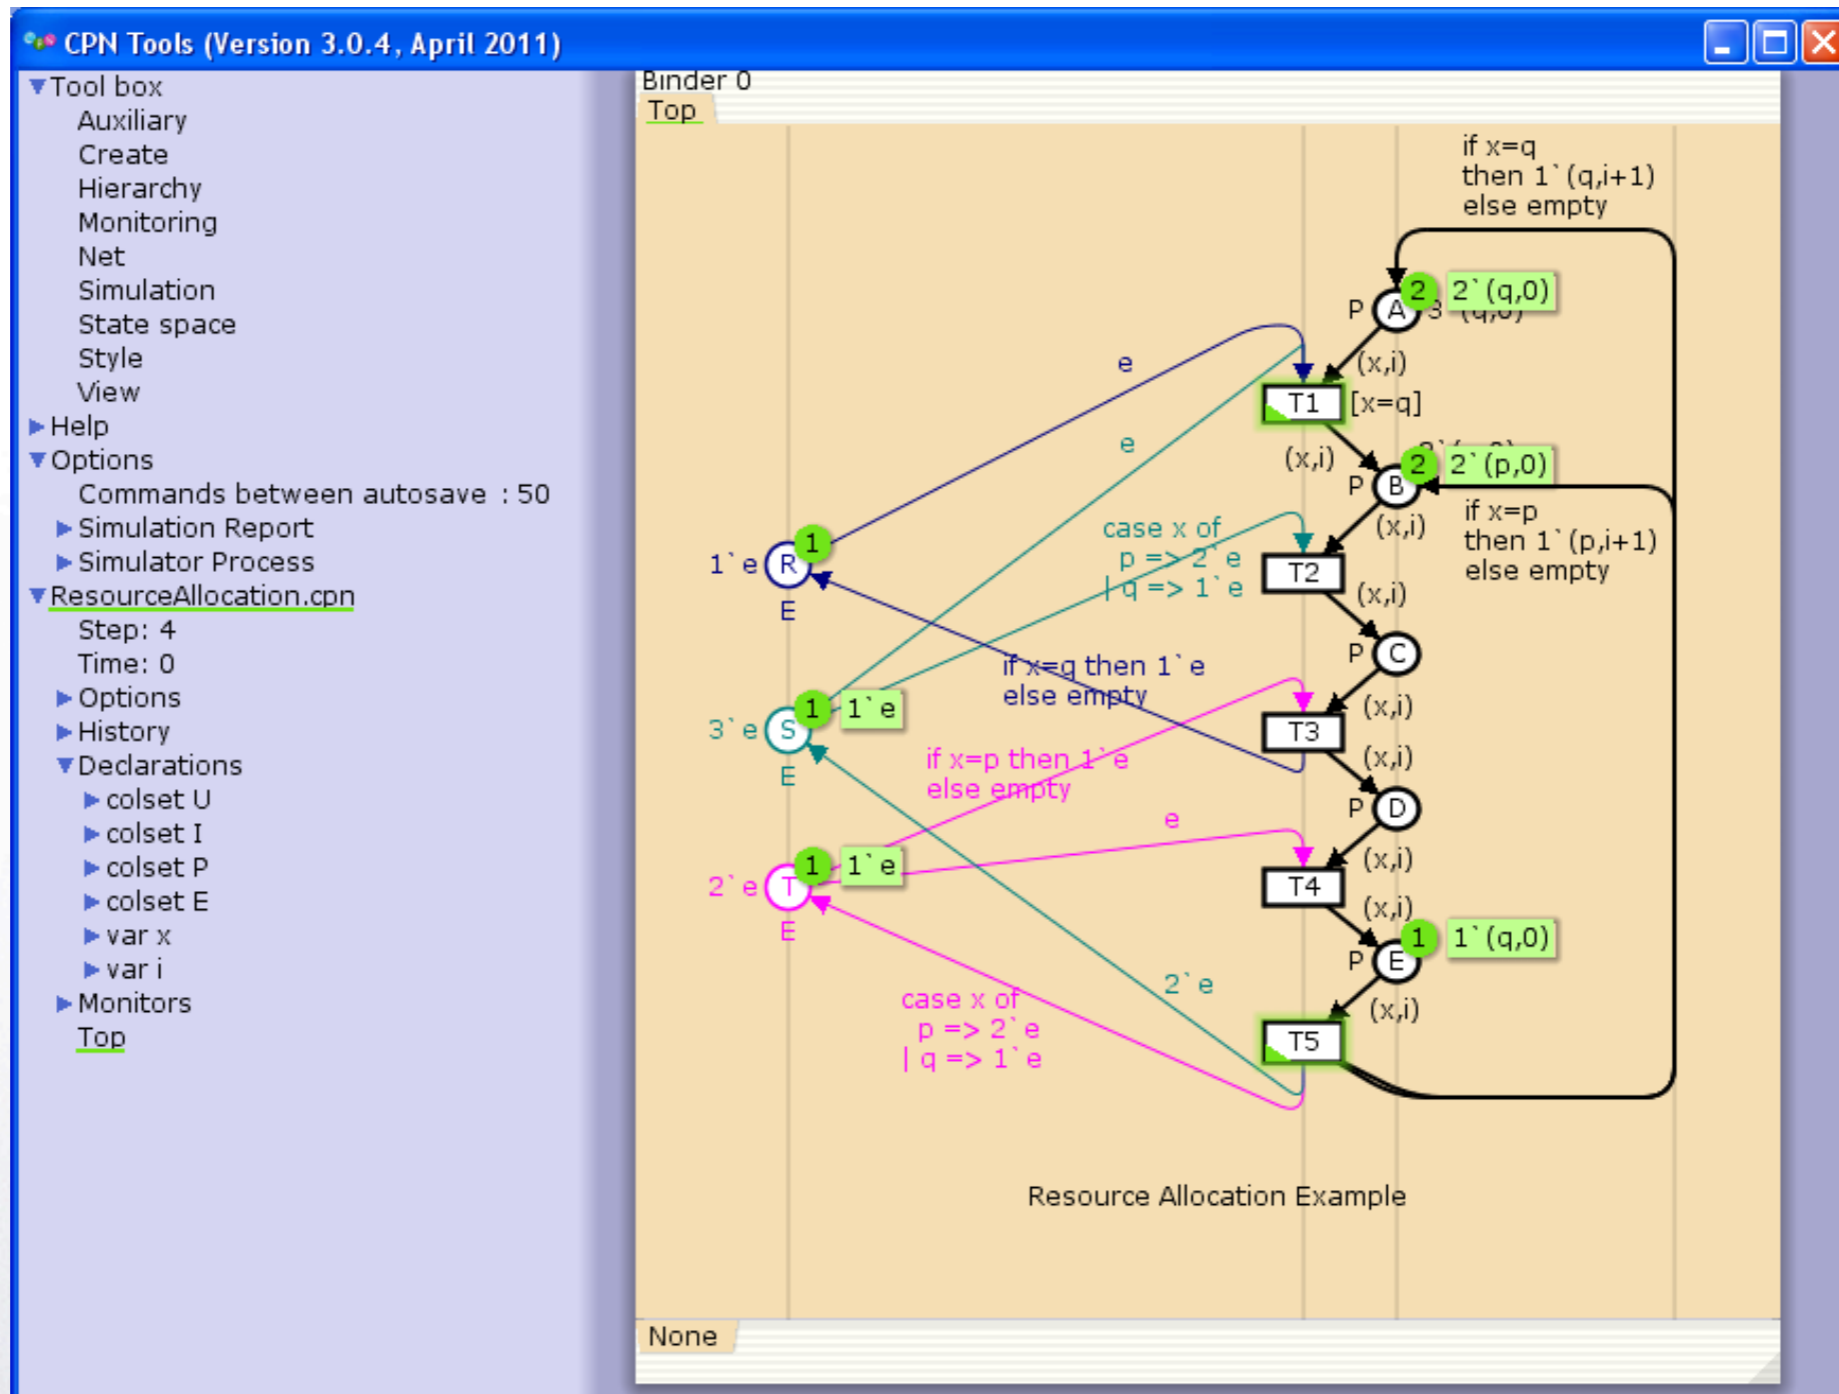 CPN Tools (Version 3.0.4, April 2011)
Tool box
Auxiliary
Create
Hierarchy
Monitoring
Net
Simulation
State space
Style
View
Help
Options
Commands between autosave : 50
Simulation Report
Simulator Process
ResourceAllocation.cpn
Step: 4
Time: 0
Options
History
Declarations
colset U
colset I
colset P
colset E
var x
var i
Monitors
Top
Binder 0
Top
if x=q
then 1`(q,i+1)
else empty
P A 2 2`(q,0)
(x,i)
e
T1 [x=q]
e
(x,i)
P B 2 2`(p,0)
if x=p
then 1`(p,i+1)
else empty
(x,i)
case x of
p => 2`e
| q => 1`e
T2
1`e R 1
E
(x,i)
P C
if x=q then 1`e
else empty
(x,i)
3`e S 1 1`e
E
T3
if x=p then 1`e
else empty
(x,i)
P D
e
(x,i)
2`e T 1 1`e
E
T4
(x,i)
P E 1 1`(q,0)
2`e
(x,i)
case x of
p => 2`e
| q => 1`e
T5
Resource Allocation Example
None